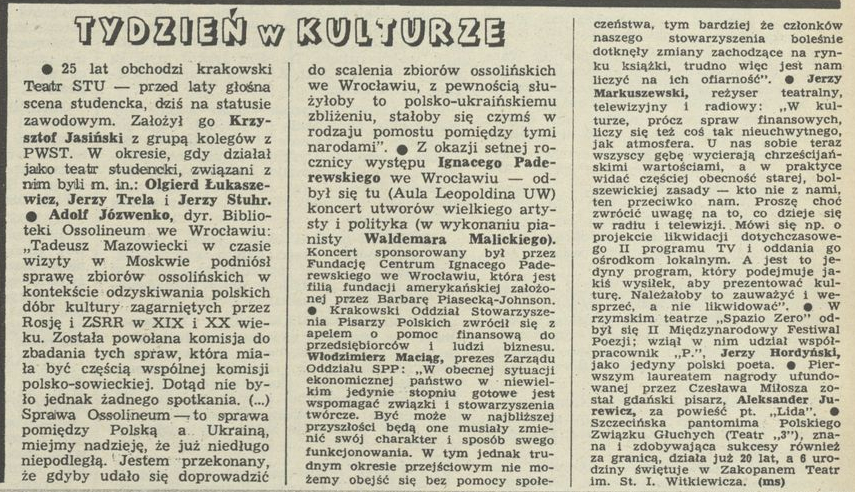 TYDZIEŃ w KULTURZE
● 25 lat obchodzi krakowski
Teatr STU — przed laty głośna
scena studencka, dziś na statusie
zawodowym. Założył go Krzy-
sztof Jasiński z grupą kolegów z
PWST. W okresie, gdy działał
jako teatr studencki, związani z
nim byli m. in.: Olgierd Łukasze-
wicz, Jerzy Trela i Jerzy Stuhr.
● Adolf Józwenko, dyr. Biblio-
teki Ossolineum we Wrocławiu:
„Tadeusz Mazowiecki w czasie
wizyty w Moskwie podniósł
sprawę zbiorów ossolińskich w
kontekście odzyskiwania polskich
dóbr kultury zagarniętych przez
Rosję i ZSRR w XIX i XX wie-
ku. Została powołana komisja do
zbadania tych spraw, która mia-
ła być częścią wspólnej komisji
polsko-sowieckiej. Dotąd nie by-
ło jednak żadnego spotkania. (...)
Sprawa Ossolineum — to sprawa
pomiędzy Polską a Ukrainą,
miejmy nadzieję, że już niedługo
niepodległą. Jestem przekonany,
że gdyby udało się doprowadzić
do scalenia zbiorów ossolińskich
we Wrocławiu, z pewnością słu-
żyłoby to polsko-ukraińskiemu
zbliżeniu, stałoby się czymś w
rodzaju pomostu pomiędzy tymi
narodami". ● Z okazji setnej ro-
cznicy występu Ignacego Pade-
rewskiego we Wrocławiu — od-
był się tu (Aula Leopoldina UW)
koncert utworów wielkiego arty-
sty i polityka (w wykonaniu pia-
nisty Waldemara Malickiego).
Koncert sponsorowany był przez
Fundację Centrum Ignacego Pade-
rewskiego we Wrocławiu, która jest
filią fundacji amerykańskiej założo-
nej przez Barbarę Piasecką-Johnson.
● Krakowski Oddział Stowarzysze-
nia Pisarzy Polskich zwrócił się z
apelem o pomoc finansową do
przedsiębiorców i ludzi biznesu.
Włodzimierz Maciąg, prezes Zarządu
Oddziału SPP: „W obecnej sytuacji
ekonomicznej państwo w niewiel-
kim jedynie stopniu gotowe jest
wspomagać związki i stowarzyszenia
twórcze. Być może w najbliższej
przyszłości będą one musiały zmie-
nić swój charakter i sposób swego
funkcjonowania. W tym jednak tru-
dnym okresie przejściowym nie mo-
żemy obejść się bez pomocy społe-
czeństwa, tym bardziej że członków
naszego stowarzyszenia boleśnie
dotknęły zmiany zachodzące na ryn-
ku książki, trudno więc jest nam
liczyć na ich ofiarność". ● Jerzy
Markuszewski, reżyser teatralny,
telewizyjny i radiowy: „W kul-
turze, prócz spraw finansowych,
liczy się też coś tak nieuchwytnego,
jak atmosfera. U nas sobie teraz
wszyscy gębę wycierają chrześcijań-
skimi wartościami, a w praktyce
widać częściej obecność starej, bol-
szewickiej zasady — kto nie z nami,
ten przeciwko nam. Proszę choć
zwrócić uwagę na to, co dzieje się
w radiu i telewizji. Mówi się np. o
projekcie likwidacji dotychczasowe-
go II programu TV i oddania go
ośrodkom lokalnym. A jest to je-
dyny program, który podejmuje ja-
kiś wysiłek, aby prezentować kul-
turę. Należałoby to zauważyć i we-
sprzeć, a nie likwidować". ● W
rzymskim teatrze „Spazio Zero" od-
był się II Międzynarodowy Festiwal
Poezji; wziął w nim udział współ-
pracownik „P.", Jerzy Hordyński,
jako jedyny polski poeta. ● Pier-
wszym laureatem nagrody ufundo-
wanej przez Czesława Miłosza zo-
stał gdański pisarz, Aleksander Ju-
rewicz, za powieść pt. „Lida". ●
Szczecińska pantomima Polskiego
Związku Głuchych (Teatr „3"), zna-
na i zdobywająca sukcesy również
za granicą, działa już 20 lat, a 6 uro-
dziny świętuje w Zakopanem Teatr
im. St. I. Witkiewicza. (ms)